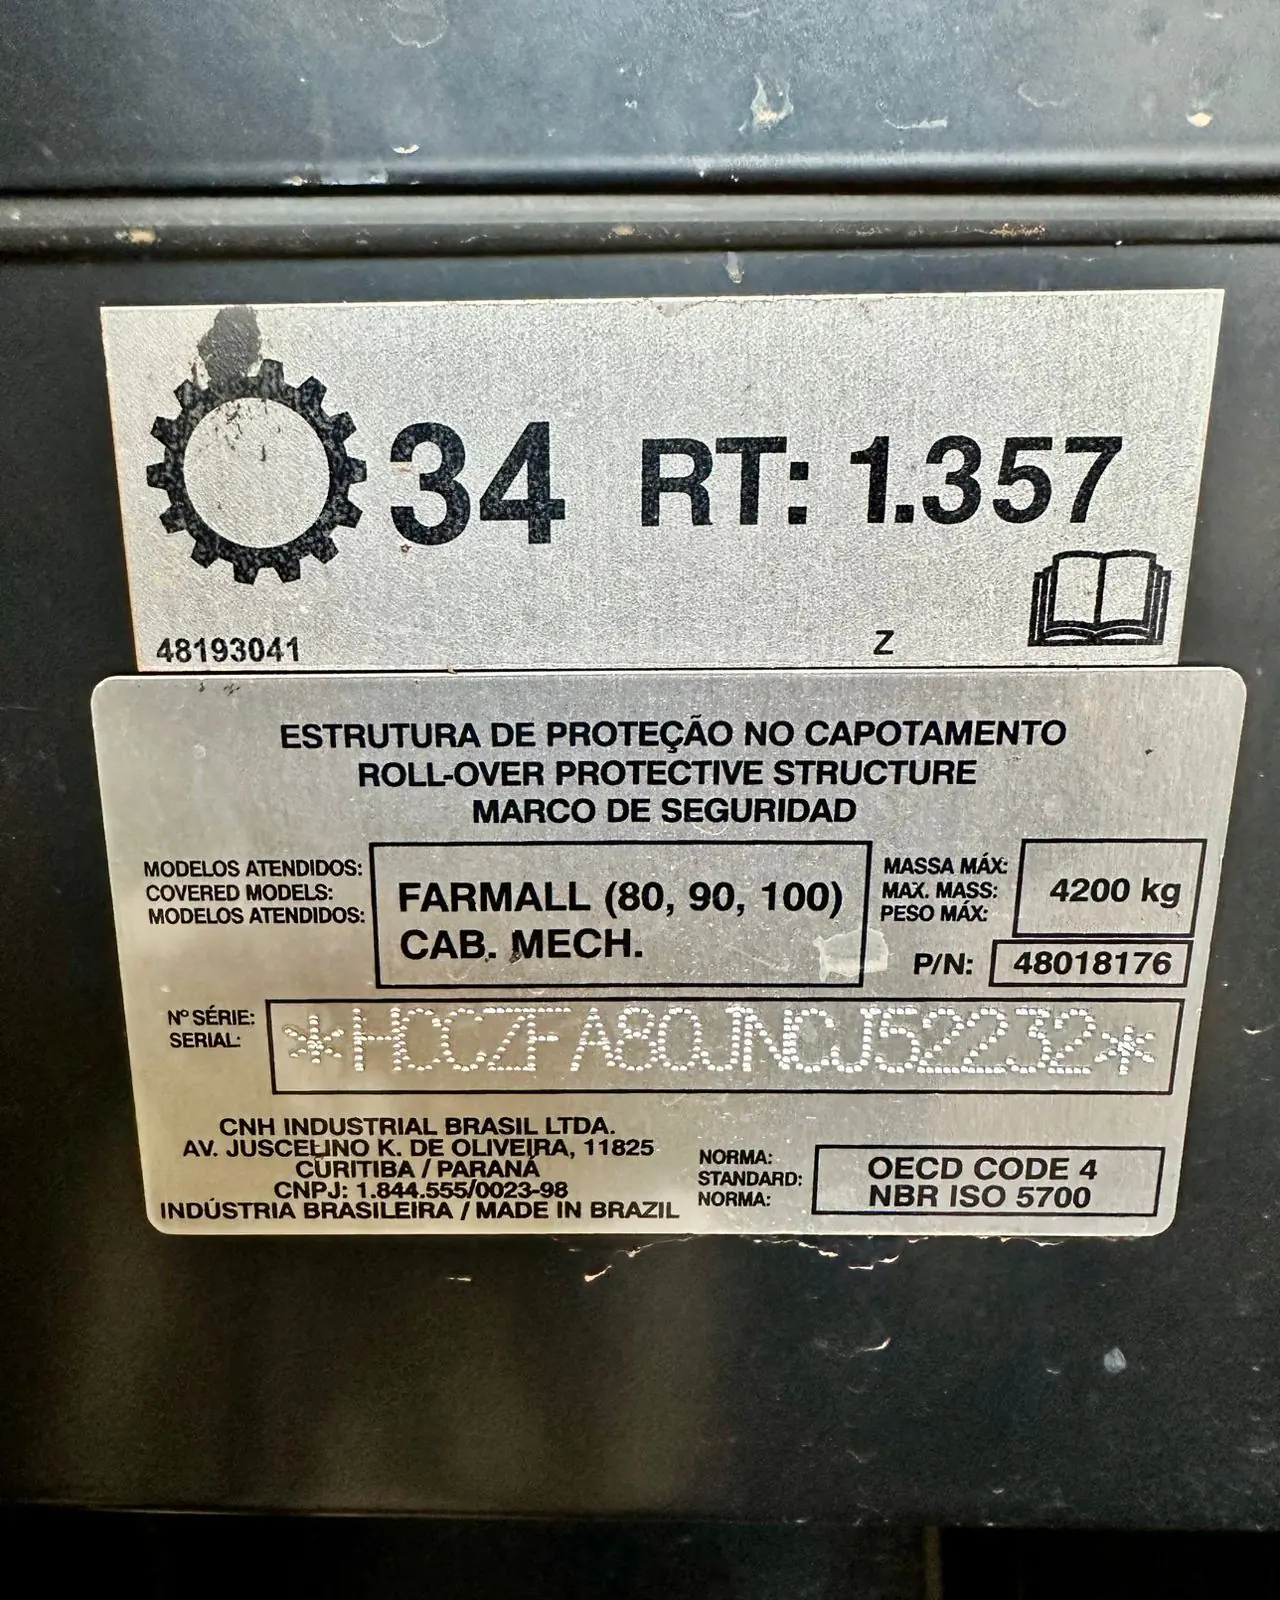 34 RT: 1.357
48193041 Z
ESTRUTURA DE PROTEÇÃO NO CAPOTAMENTO
ROLL-OVER PROTECTIVE STRUCTURE
MARCO DE SEGURIDAD
MODELOS ATENDIDOS:
COVERED MODELS:
MODELOS ATENDIDOS:
FARMALL (80, 90, 100)
CAB. MECH.
MASSA MÁX:
MAX. MASS:
PESO MÁX:
4200 kg
P/N: 48018176
Nº SÉRIE:
SERIAL:
*HCCZFA80JNCJ52232*
CNH INDUSTRIAL BRASIL LTDA.
AV. JUSCELINO K. DE OLIVEIRA, 11825
CURITIBA / PARANÁ
CNPJ: 1.844.555/0023-98
INDÚSTRIA BRASILEIRA / MADE IN BRAZIL
NORMA:
STANDARD:
NORMA:
OECD CODE 4
NBR ISO 5700